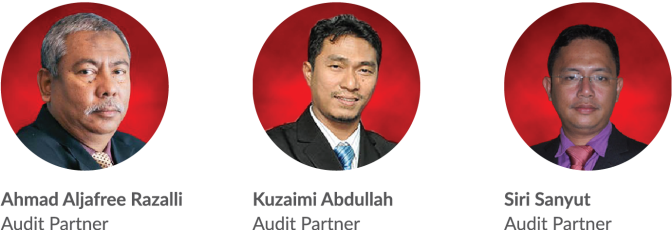 Ahmad Aljafree Razalli
Audit Partner
Kuzaimi Abdullah
Audit Partner
Siri Sanyut
Audit Partner